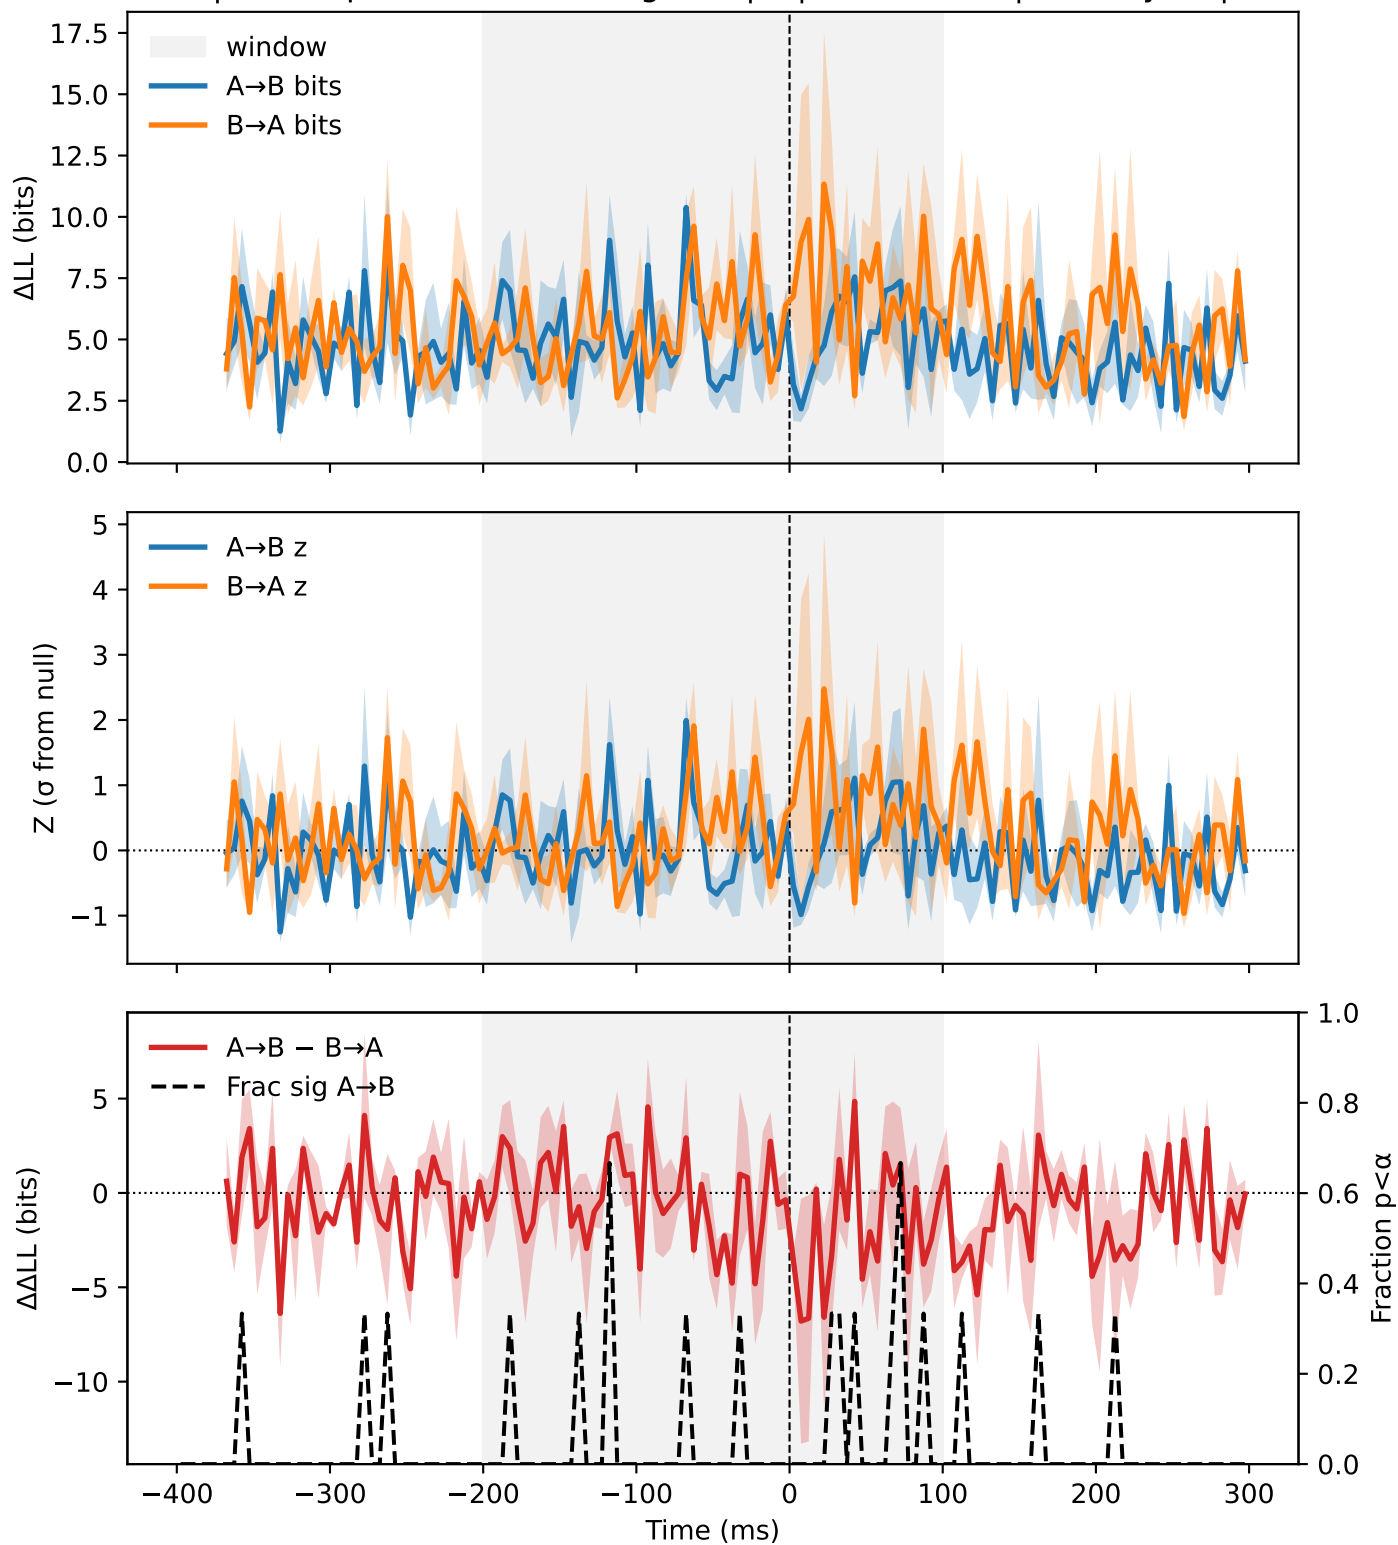 17.5
15.0
12.5
10.0
7.5
5.0
2.5
0.0
ΔLL (bits)
window
A→B bits
B→A bits
5
4
3
2
1
0
−1
Z (σ from null)
A→B z
B→A z
5
0
−5
−10
ΔΔLL (bits)
A→B − B→A
Frac sig A→B
1.0
0.8
0.6
0.4
0.2
0.0
Fraction p<α
−400 −300 −200 −100 0 100 200 300
Time (ms)